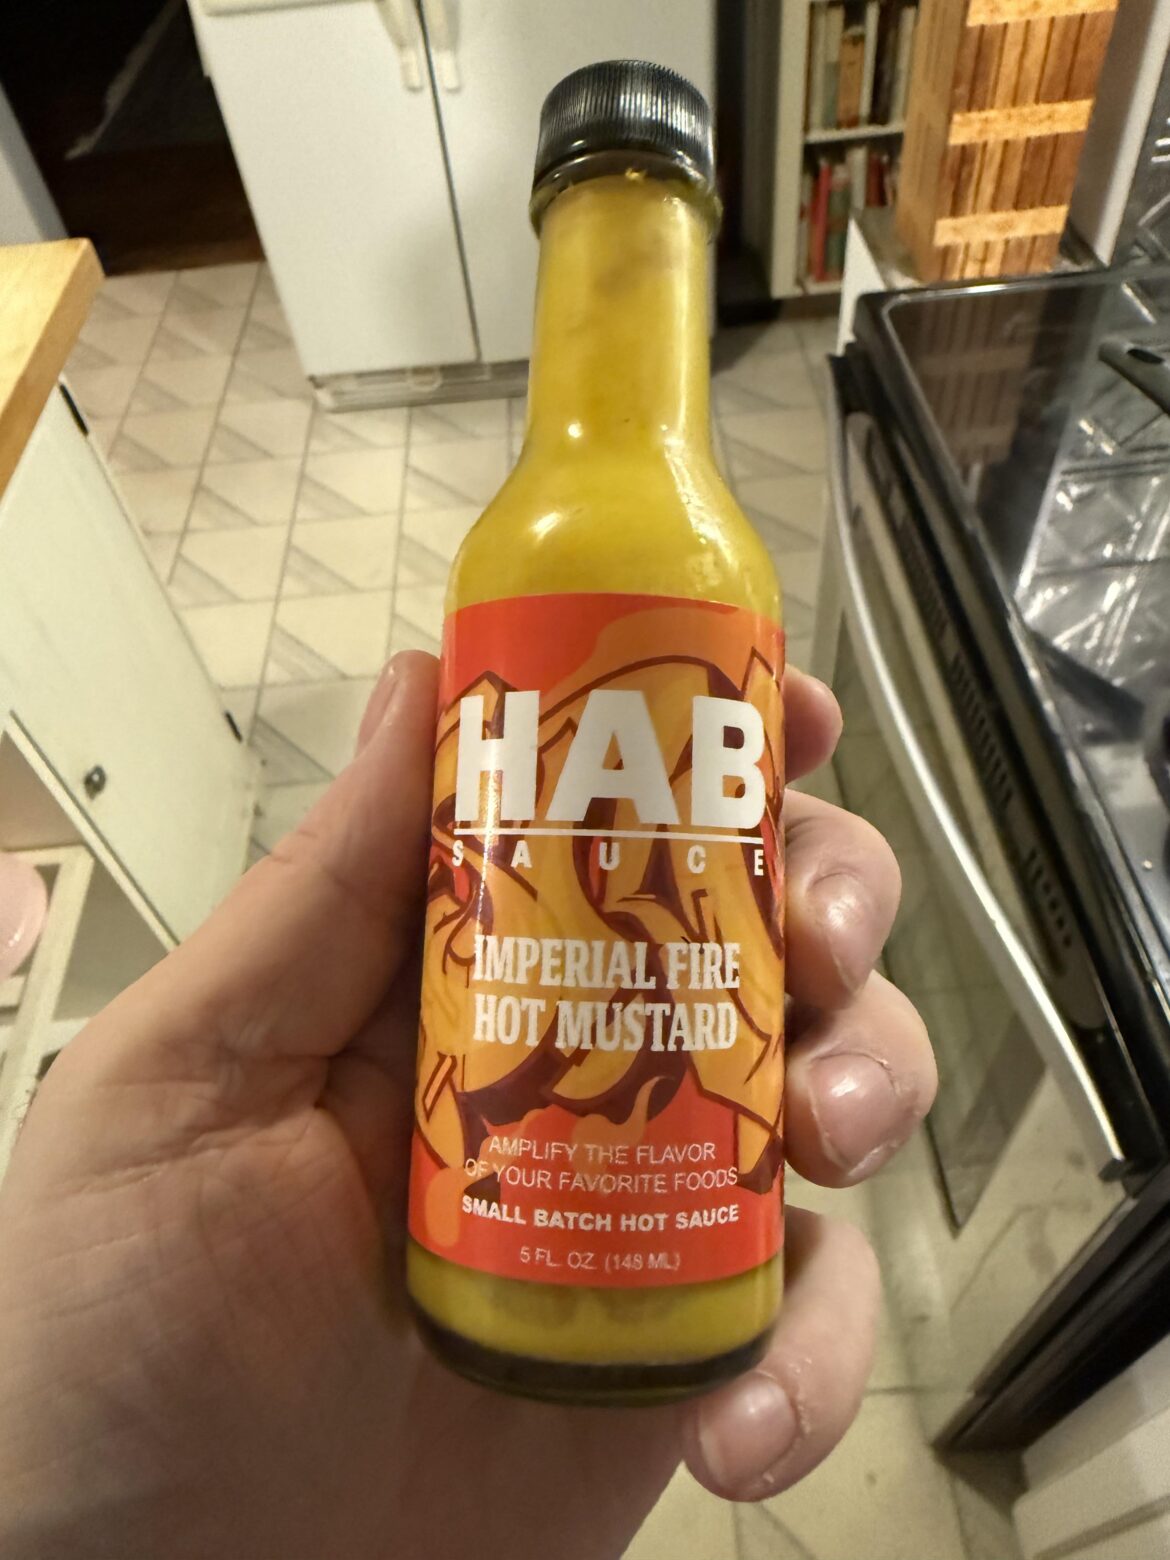 HAB
SAUCE
IMPERIAL FIRE
HOT MUSTARD
AMPLIFY THE FLAVOR
OF YOUR FAVORITE FOODS
SMALL BATCH HOT SAUCE
5 FL. OZ. (148 ML)